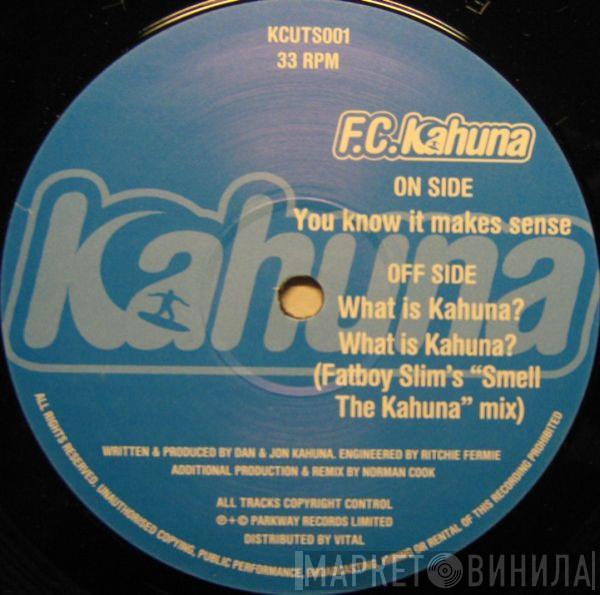 KCUTS001
33 RPM
F.C. Kahuna
ON SIDE
You know it makes sense
Kahuna
OFF SIDE
What is Kahuna?
What is Kahuna?
(Fatboy Slim's "Smell
The Kahuna" mix)
WRITTEN & PRODUCED BY DAN & JON KAHUNA. ENGINEERED BY RITCHIE FERMIE
ADDITIONAL PRODUCTION & REMIX BY NORMAN COOK
ALL TRACKS COPYRIGHT CONTROL
℗+© PARKWAY RECORDS LIMITED
DISTRIBUTED BY VITAL
ALL RIGHTS RESERVED. UNAUTHORISED COPYING, PUBLIC PERFORMANCE, BROADCASTING, HIRING OR RENTAL OF THIS RECORDING PROHIBITED
МАРКЕТ ВИНИЛА